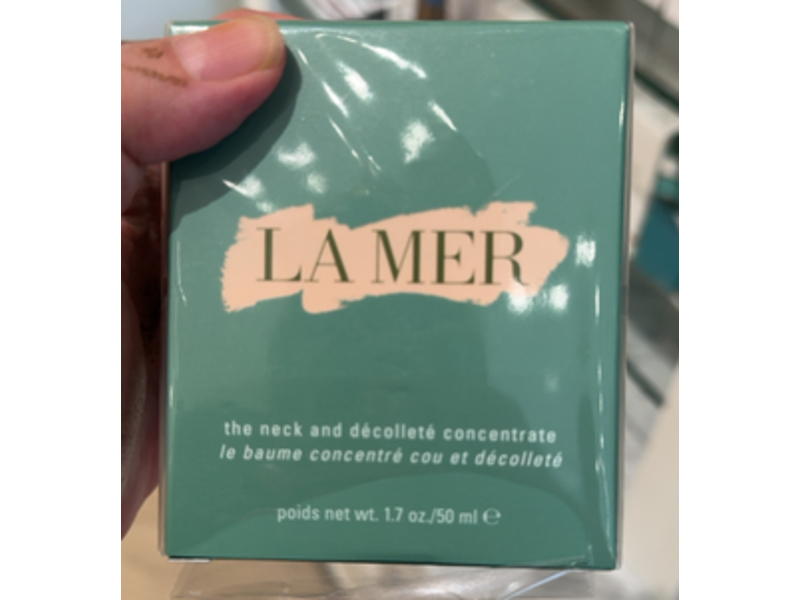 LA MER
the neck and décolleté concentrate
le baume concentré cou et décolleté
poids net wt. 1.7 oz./50 ml ℮